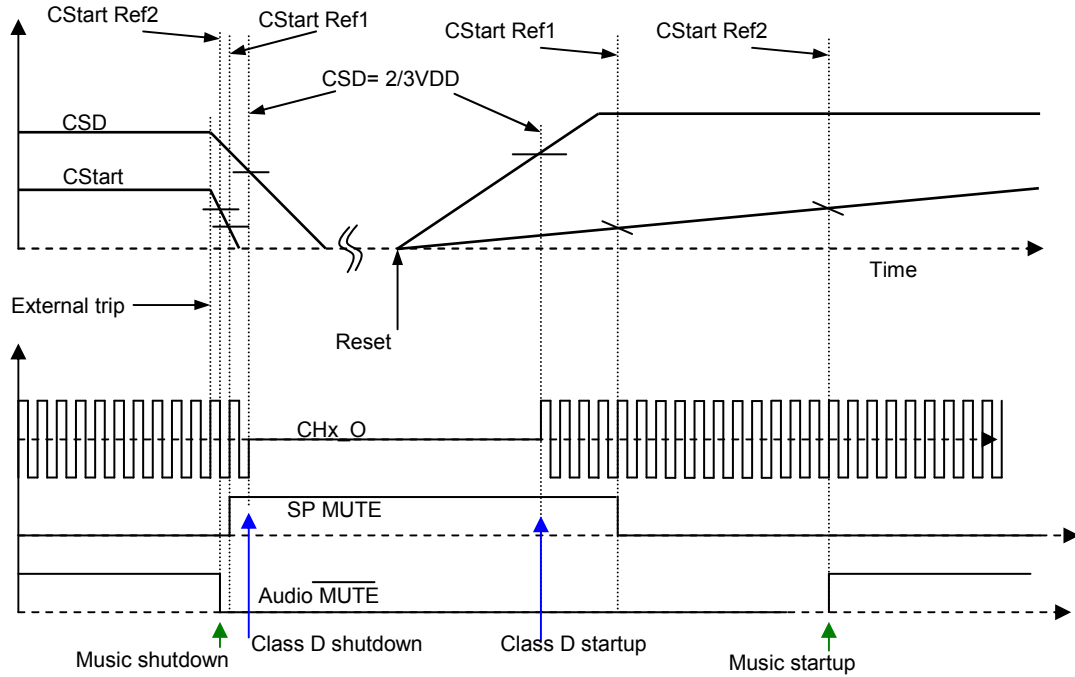 CStart Ref2
CStart Ref1
CStart Ref1
CStart Ref2
CSD= 2/3VDD
CSD
CStart
Time
External trip
Reset
CHx_O
SP MUTE
Audio MUTE
Class D shutdown
Class D startup
Music shutdown
Music startup